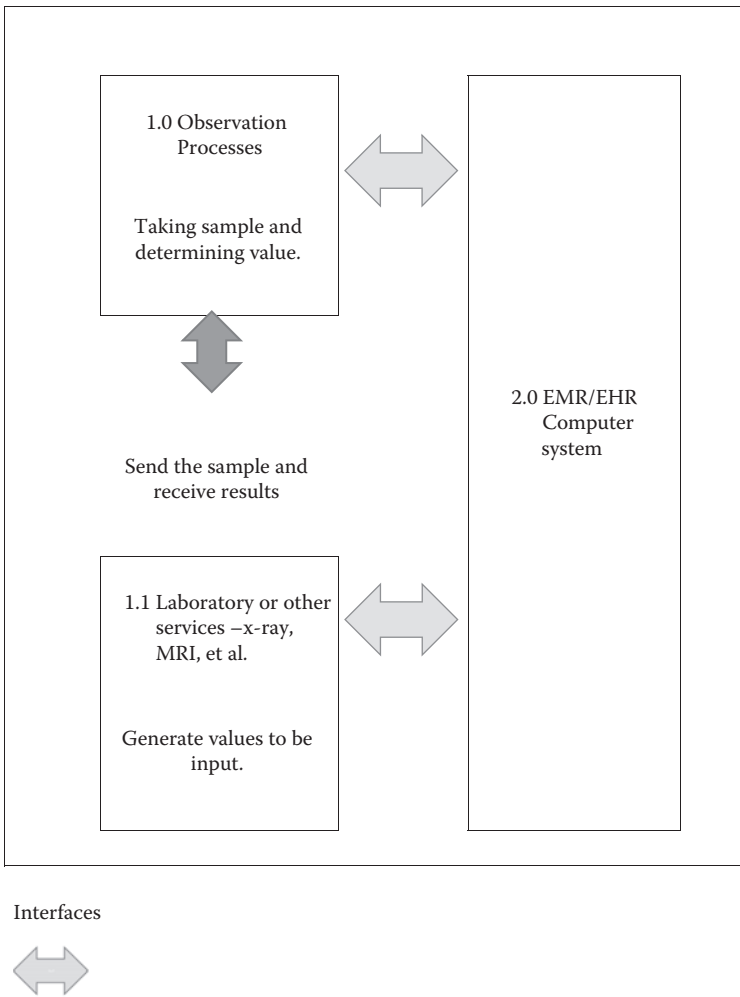 1.0 Observation
Processes
Taking sample and
determining value.
Send the sample and
receive results
1.1 Laboratory or other
services –x-ray,
MRI, et al.
Generate values to be
input.
2.0 EMR/EHR
Computer
system
Interfaces